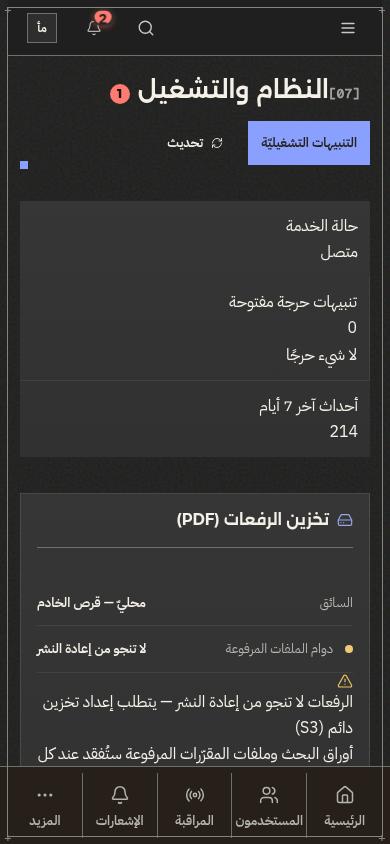 مأ
2
[07] النظام والتشغيل 1
التنبيهات التشغيليّة
تحديث
حالة الخدمة
متصل
تنبيهات حرجة مفتوحة
0
لا شيء حرجًا
أحداث آخر 7 أيام
214
تخزين الرفعات (PDF)
السائق
محليّ — قرص الخادم
دوام الملفات المرفوعة
لا تنجو من إعادة النشر
الرفعات لا تنجو من إعادة النشر — يتطلب إعداد تخزين
دائم (S3)
أوراق البحث وملفات المقرّرات المرفوعة ستُفقد عند كل
الرئيسية
المستخدمون
المراقبة
الإشعارات
المزيد